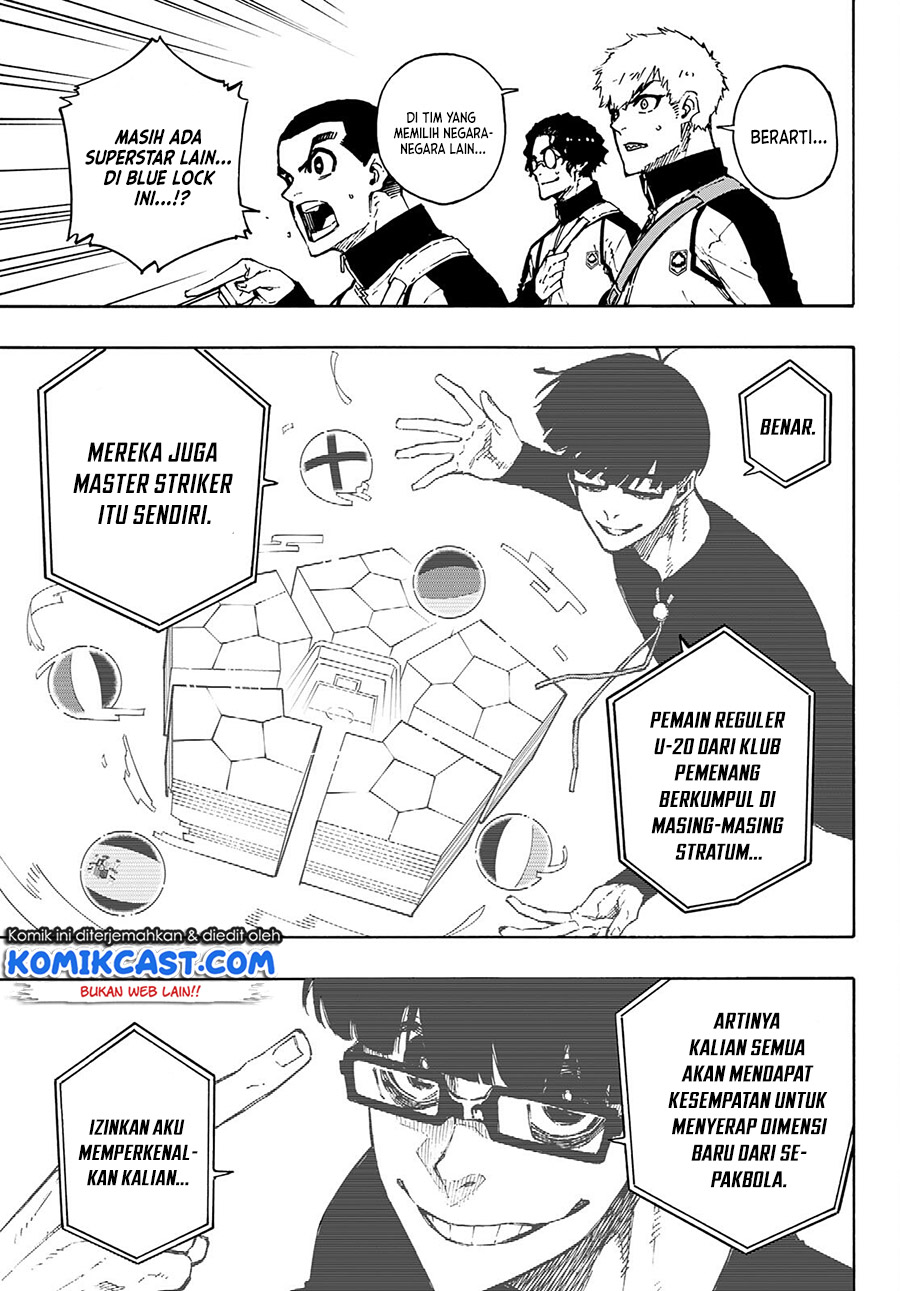 BERARTI...
DI TIM YANG
MEMILIH NEGARA-
NEGARA LAIN...
MASIH ADA
SUPERSTAR LAIN...
DI BLUE LOCK
INI...!?
BENAR.
MEREKA JUGA
MASTER STRIKER
ITU SENDIRI.
PEMAIN REGULER
U-20 DARI KLUB
PEMENANG
BERKUMPUL DI
MASING-MASING
STRATUM...
Komik ini diterjemahkan & diedit oleh
KOMIKCAST.COM
BUKAN WEB LAIN!!
ARTINYA
KALIAN SEMUA
AKAN MENDAPAT
KESEMPATAN UNTUK
MENYERAP DIMENSI
BARU DARI SE-
PAKBOLA.
IZINKAN AKU
MEMPERKENAL-
KAN KALIAN...